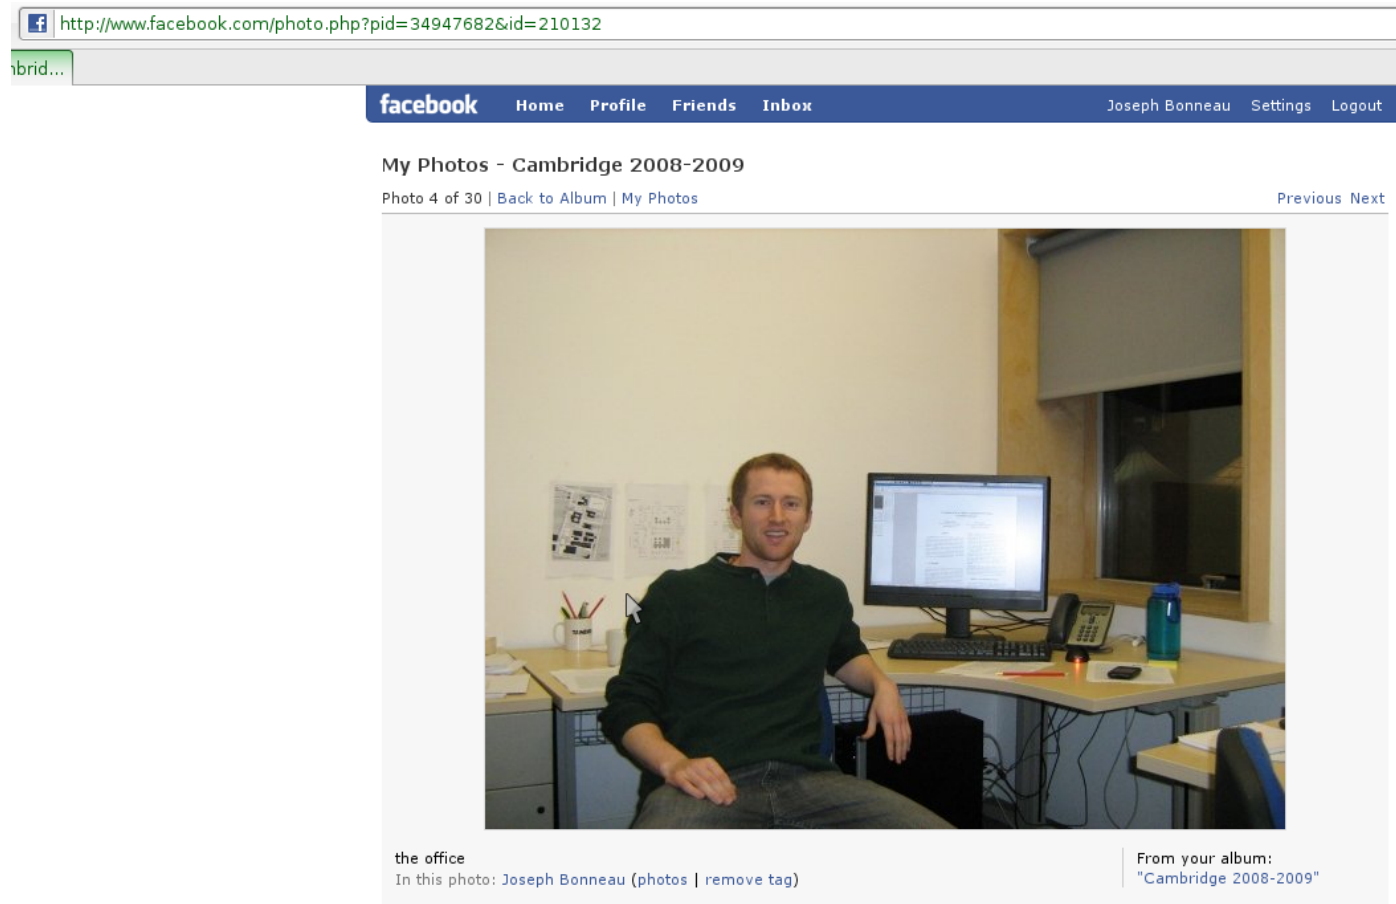 http://www.facebook.com/photo.php?pid=34947682&id=210132
nbrid...
facebook Home Profile Friends Inbox Joseph Bonneau Settings Logout
My Photos - Cambridge 2008-2009
Photo 4 of 30 | Back to Album | My Photos Previous Next
the office
In this photo: Joseph Bonneau (photos | remove tag)
From your album:
"Cambridge 2008-2009"